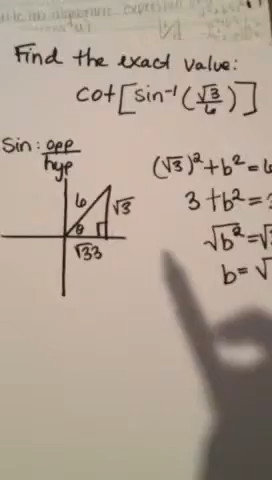 Find the exact value:
cot[sin⁻¹(√3/6)]
Sin: opp/hyp
6
√3
θ
√33
(√3)² + b² = 6
3 + b² = 3
√b² = √
b = √